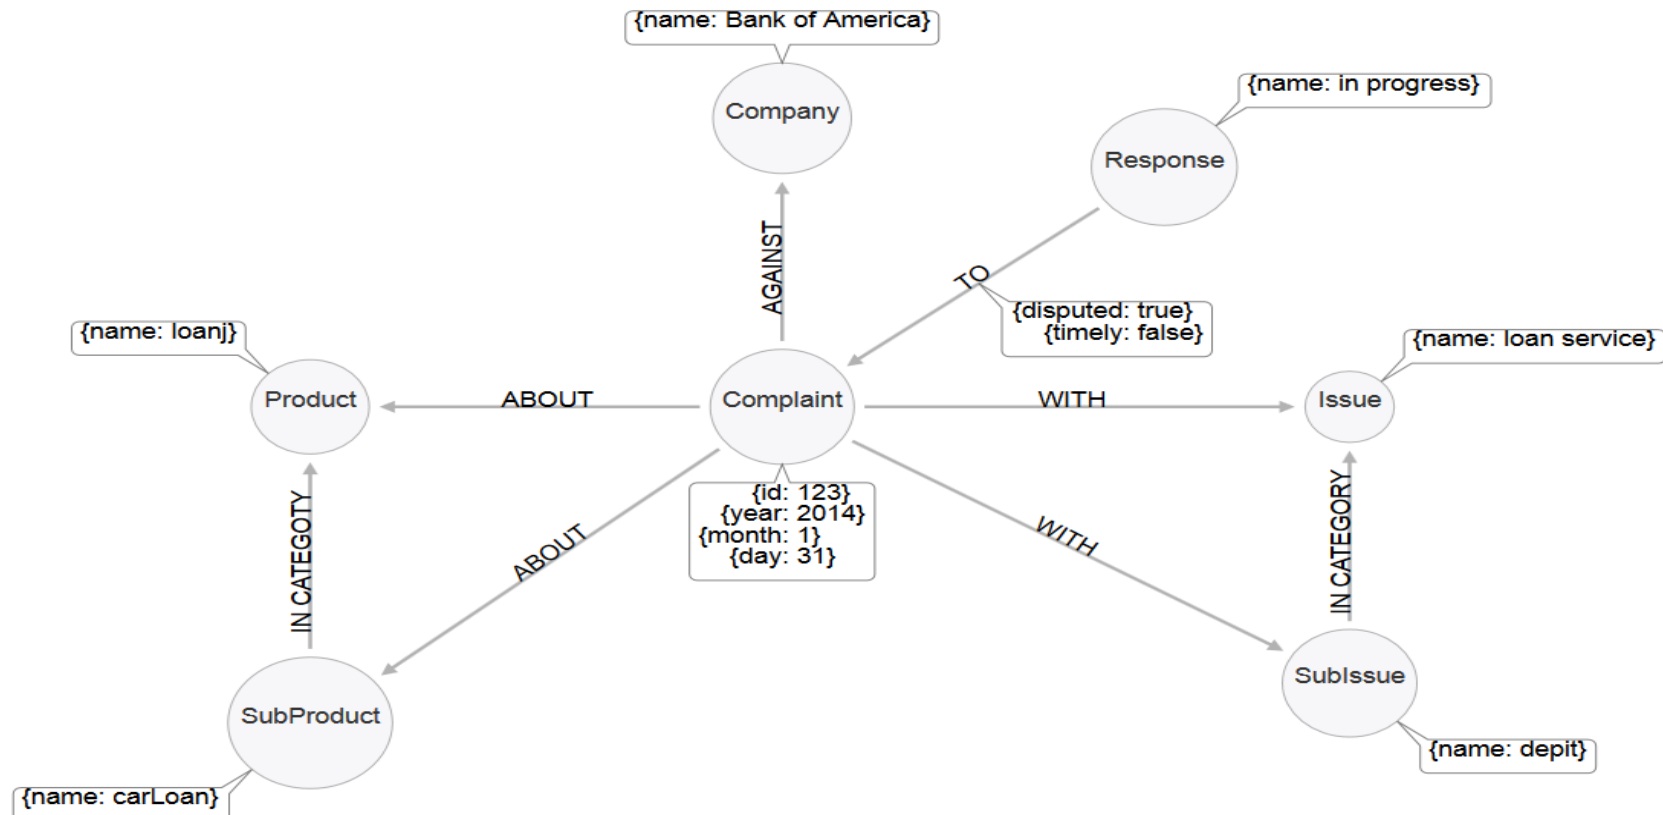 {name: Bank of America}
Company
{name: in progress}
Response
AGAINST
TO
{disputed: true}
{timely: false}
{name: loanj}
{name: loan service}
Product
ABOUT
Complaint
WITH
Issue
{id: 123}
{year: 2014}
{month: 1}
{day: 31}
IN CATEGOTY
ABOUT
WITH
IN CATEGORY
SubProduct
SubIssue
{name: carLoan}
{name: depit}